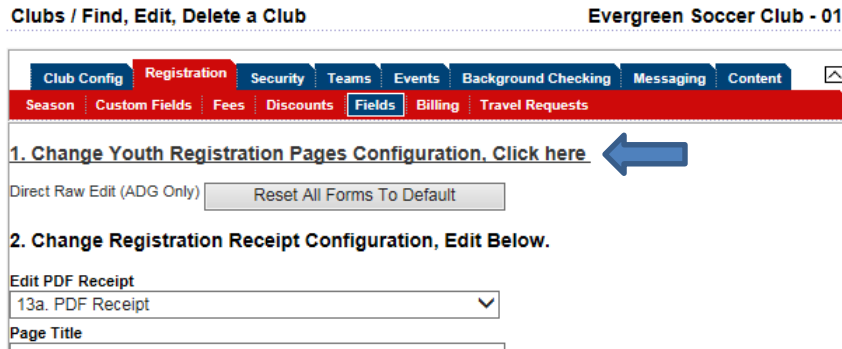 Clubs / Find, Edit, Delete a Club Evergreen Soccer Club - 01
Club Config Registration Security Teams Events Background Checking Messaging Content
Season Custom Fields Fees Discounts Fields Billing Travel Requests
1. Change Youth Registration Pages Configuration, Click here
Direct Raw Edit (ADG Only) Reset All Forms To Default
2. Change Registration Receipt Configuration, Edit Below.
Edit PDF Receipt
13a. PDF Receipt
Page Title